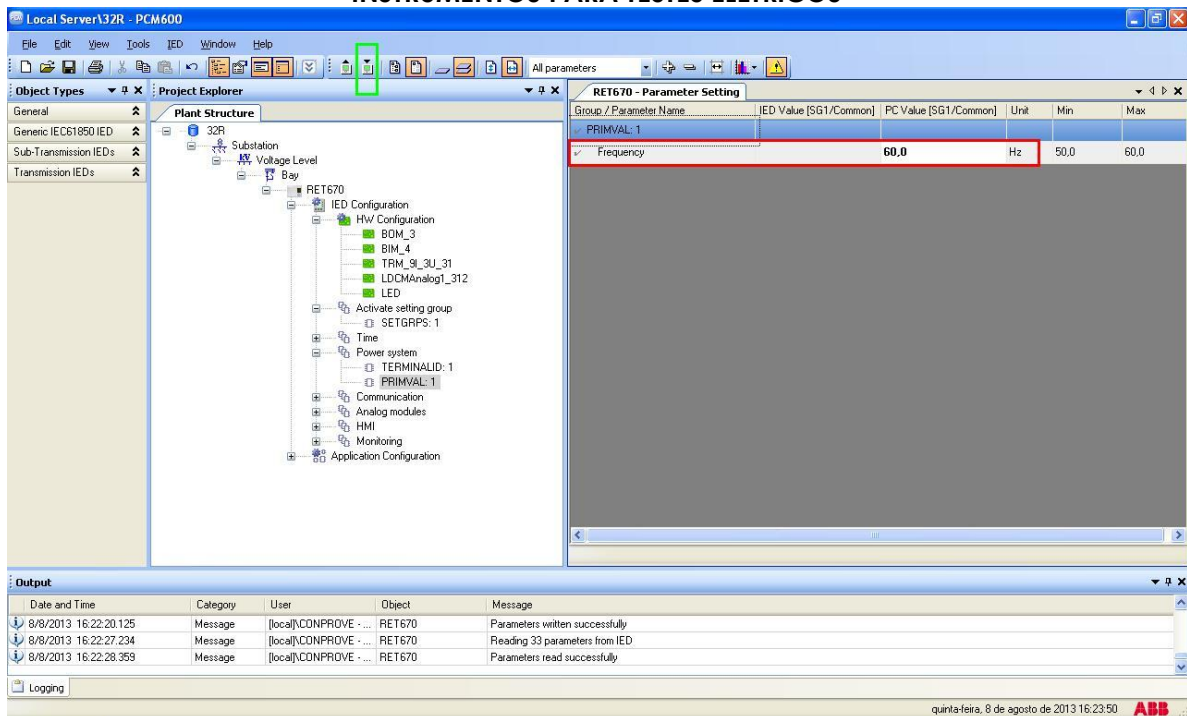 INSTRUMENTOS PARA TESTES ELÉTRICOS
Local Server\32R - PCM600
File Edit View Tools IED Window Help
All parameters
Object Types
General
Generic IEC61850 IED
Sub-Transmission IEDs
Transmission IEDs
Project Explorer
Plant Structure
32R
Substation
Voltage Level
Bay
RET670
IED Configuration
HW Configuration
BOM_3
BIM_4
TRM_9I_3U_31
LDCMAnalog1_312
LED
Activate setting group
SETGRPS: 1
Time
Power system
TERMINALID: 1
PRIMVAL: 1
Communication
Analog modules
HMI
Monitoring
Application Configuration
RET670 - Parameter Setting
Group / Parameter Name IED Value [SG1/Common] PC Value [SG1/Common] Unit Min Max
PRIMVAL: 1
Frequency 60,0 Hz 50,0 60,0
Output
Date and Time Category User Object Message
8/8/2013 16:22:20.125 Message [local]\CONPROVE - ... RET670 Parameters written successfully
8/8/2013 16:22:27.234 Message [local]\CONPROVE - ... RET670 Reading 33 parameters from IED
8/8/2013 16:22:28.359 Message [local]\CONPROVE - ... RET670 Parameters read successfully
Logging
quinta-feira, 8 de agosto de 2013 16:23:50 ABB